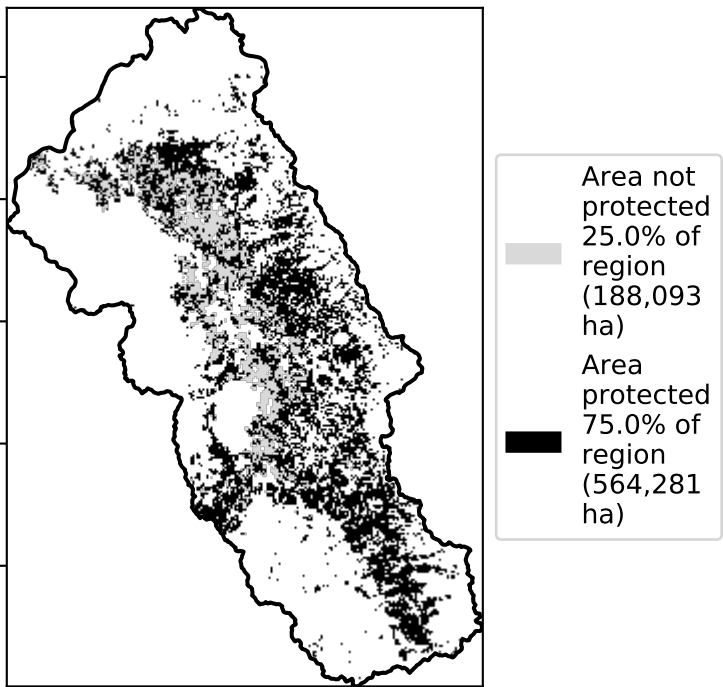 Area not
protected
25.0% of
region
(188,093
ha)
Area
protected
75.0% of
region
(564,281
ha)